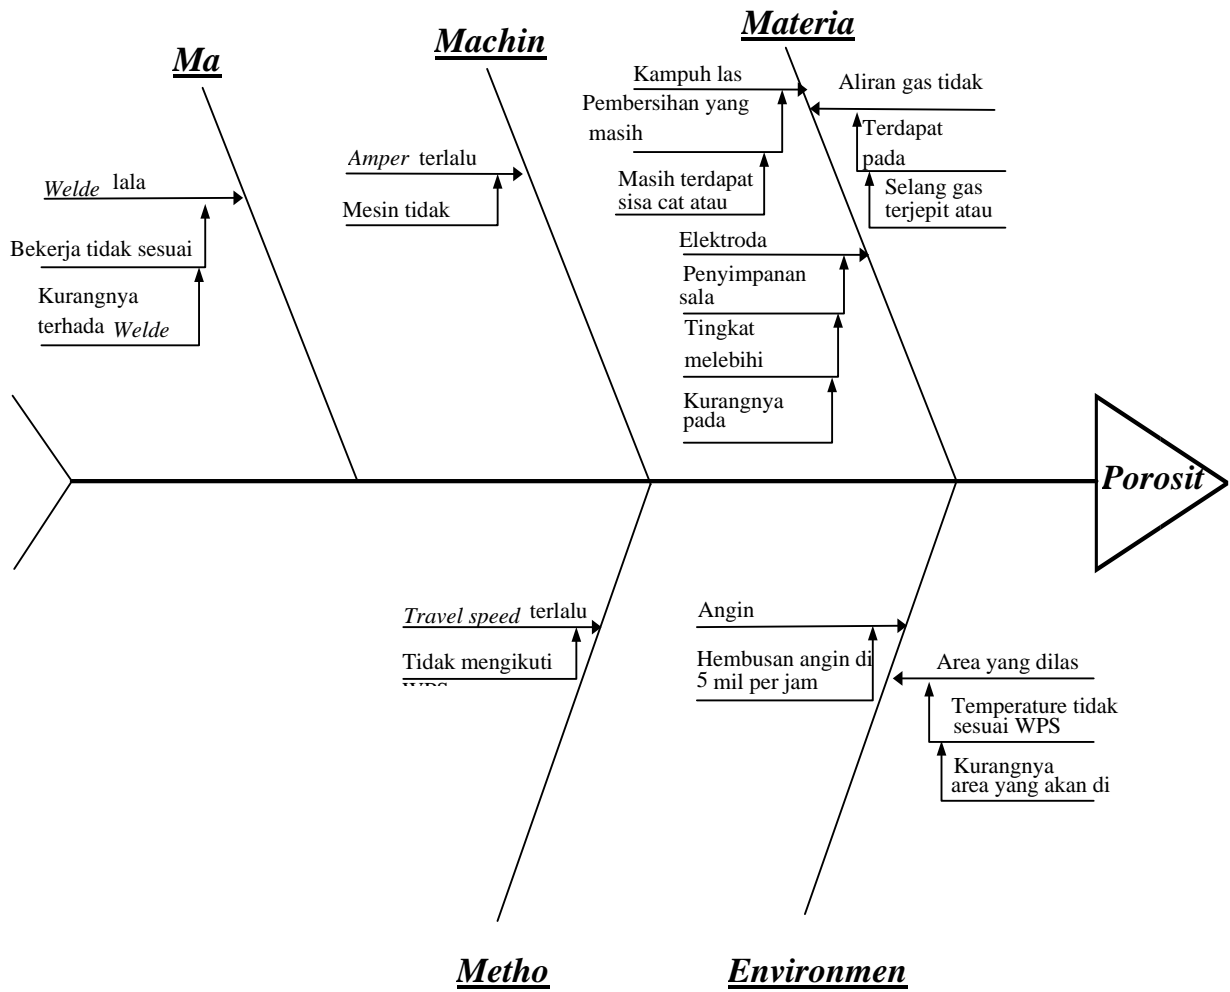 Ma
Machin
Materia
Welde lala
Bekerja tidak sesuai
Kurangnya
terhada Welde
Amper terlalu
Mesin tidak
Kampuh las
Pembersihan yang
masih
Masih terdapat
sisa cat atau
Aliran gas tidak
Terdapat
pada
Selang gas
terjepit atau
Elektroda
Penyimpanan
sala
Tingkat
melebihi
Kurangnya
pada
Porosit
Travel speed terlalu
Tidak mengikuti
WPS
Angin
Hembusan angin di
5 mil per jam
Area yang dilas
Temperature tidak
sesuai WPS
Kurangnya
area yang akan di
Metho
Environmen